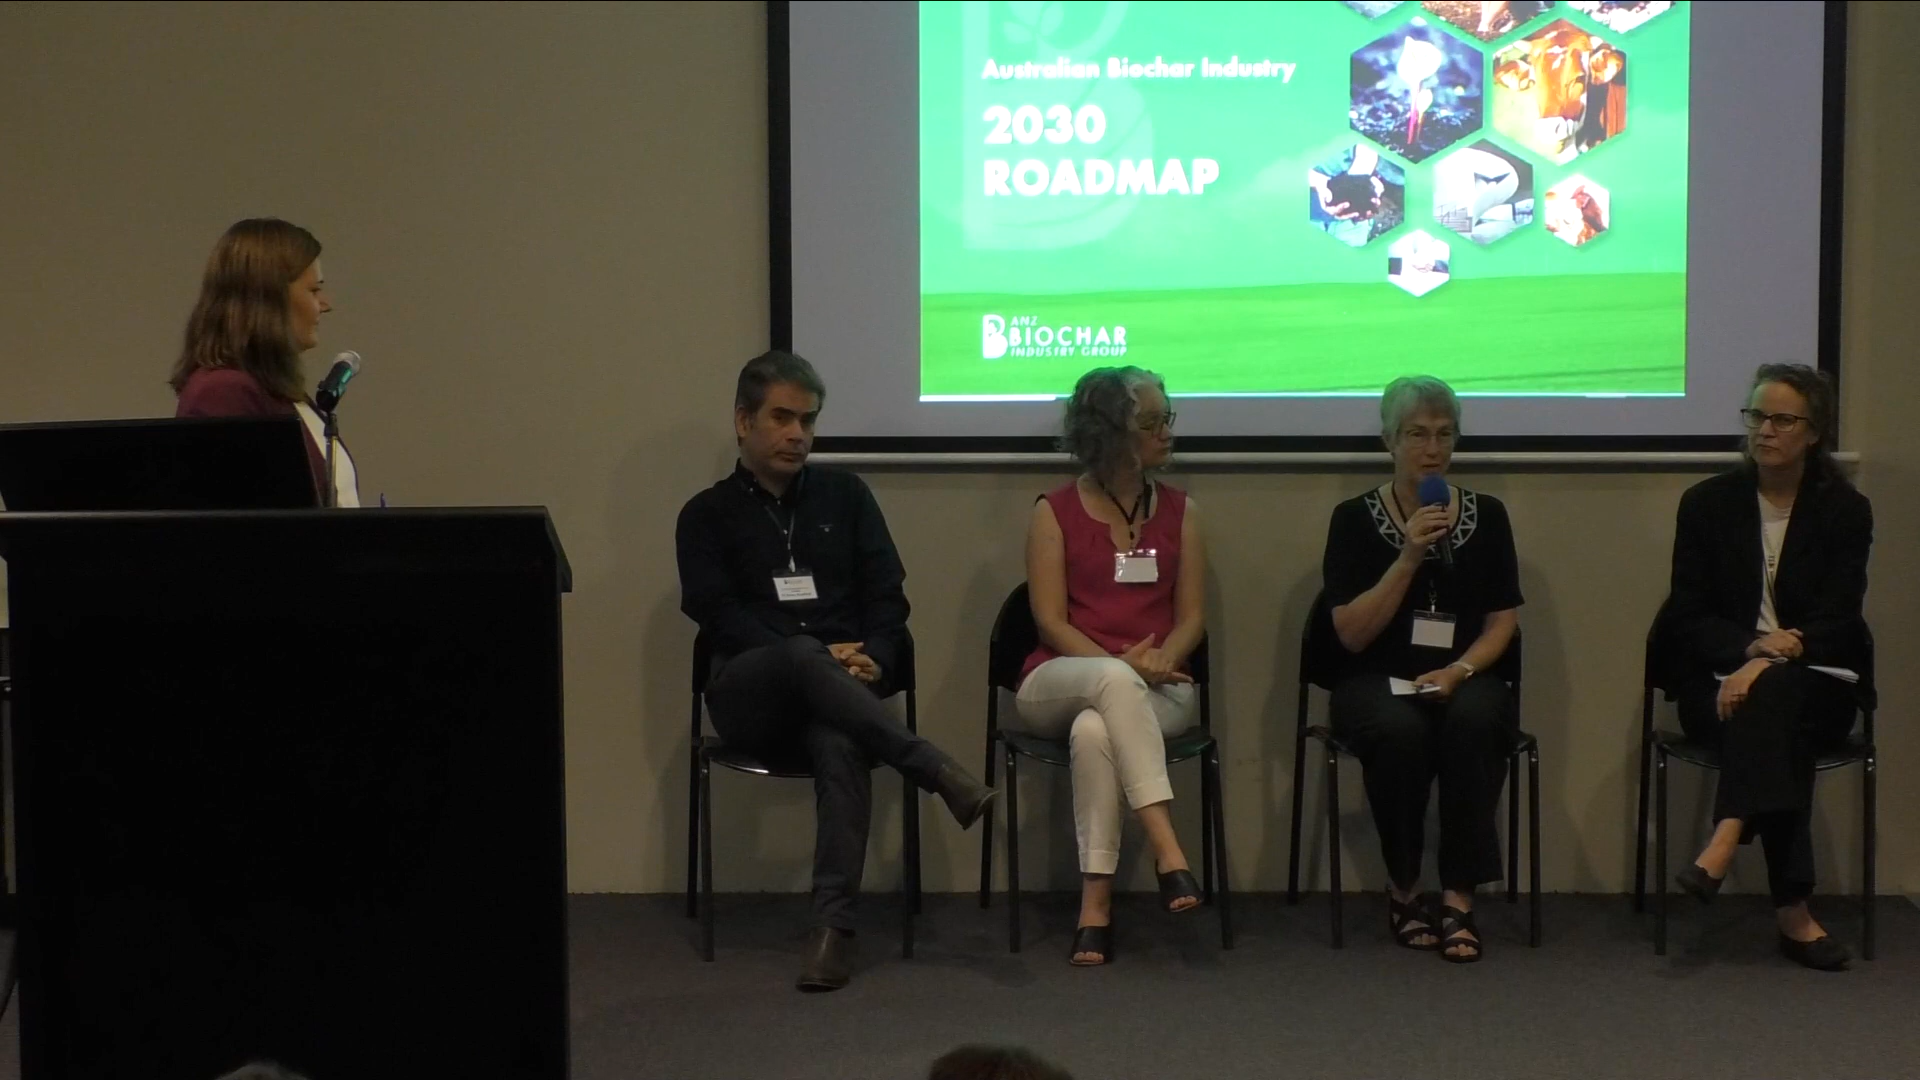 Australian Biochar Industry
2030
ROADMAP
ANZ
BIOCHAR
INDUSTRY GROUP